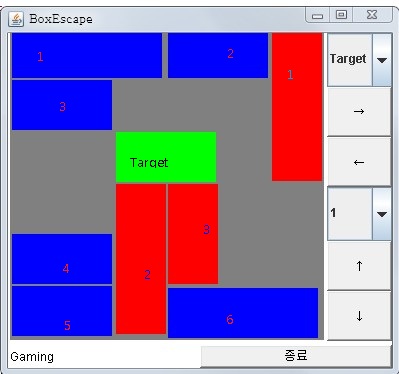 BoxEscape
1
2
1
Target
3
→
Target
←
3
1
4
2
↑
5
6
↓
Gaming
종료